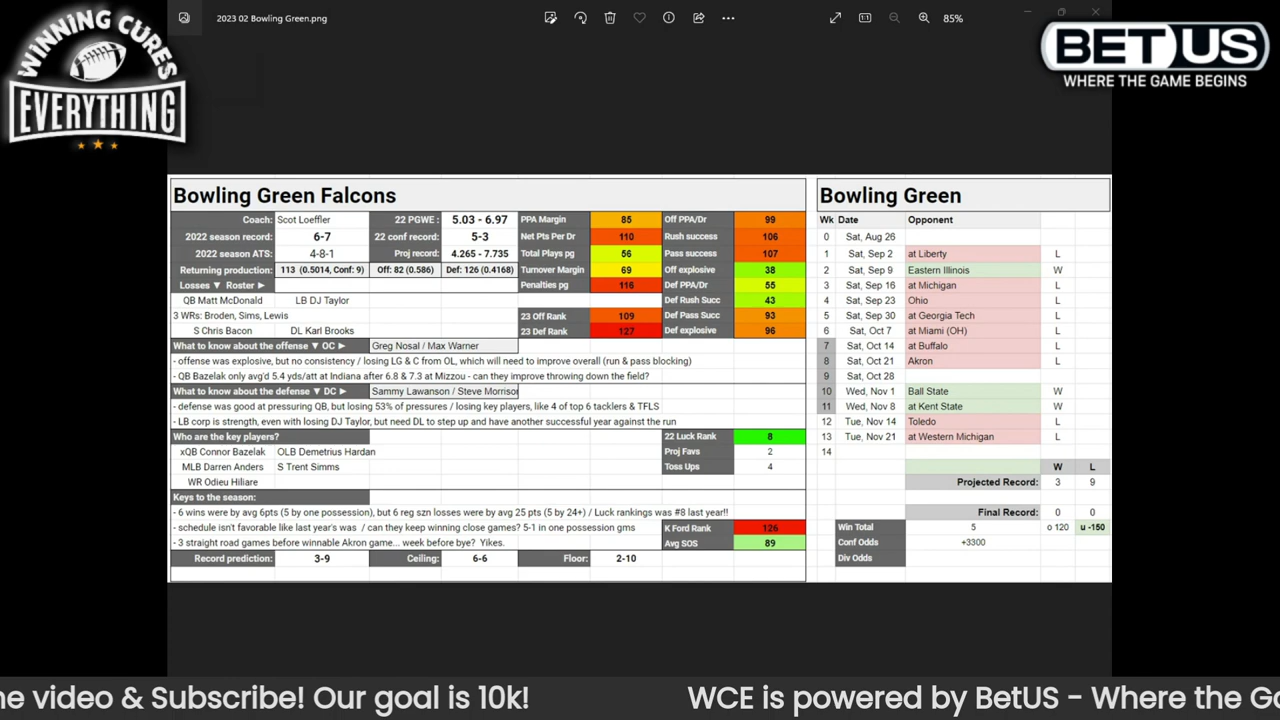 2023 02 Bowling Green.png
85%
WINNING CURES
EVERYTHING
BETUS
WHERE THE GAME BEGINS
Bowling Green Falcons
Coach: Scot Loeffler 22 PGWE: 5.03 - 6.97 PPA Margin 85 Off PPA/Dr 99
2022 season record: 6-7 22 conf record: 5-3 Net Pts Per Dr 110 Rush success 106
2022 season ATS: 4-8-1 Proj record: 4.265 - 7.735 Total Plays pg 56 Pass success 107
Returning production: 113 (0.5014, Conf: 9) Off: 82 (0.586) Def: 126 (0.4168) Turnover Margin 69 Off explosive 38
Losses ▼ Roster ► Penalties pg 116 Def PPA/Dr 55
QB Matt McDonald LB DJ Taylor Def Rush Succ 43
3 WRs: Broden, Sims, Lewis 23 Off Rank 109 Def Pass Succ 93
S Chris Bacon DL Karl Brooks 23 Def Rank 127 Def explosive 96
What to know about the offense ▼ OC ► Greg Nosal / Max Warner
- offense was explosive, but no consistency / losing LG & C from OL, which will need to improve overall (run & pass blocking)
- QB Bazelak only avg'd 5.4 yds/att at Indiana after 6.8 & 7.3 at Mizzou - can they improve throwing down the field?
What to know about the defense ▼ DC ► Sammy Lawanson / Steve Morrison
- defense was good at pressuring QB, but losing 53% of pressures / losing key players, like 4 of top 6 tacklers & TFLS
- LB corp is strength, even with losing DJ Taylor, but need DL to step up and have another successful year against the run
Who are the key players? 22 Luck Rank 8
xQB Connor Bazelak OLB Demetrius Hardan Proj Favs 2
MLB Darren Anders S Trent Simms Toss Ups 4
WR Odieu Hiliare
Keys to the season:
- 6 wins were by avg 6pts (5 by one possession), but 6 reg szn losses were by avg 25 pts (5 by 24+) / Luck rankings was #8 last year!!
- schedule isn't favorable like last year's was / can they keep winning close games? 5-1 in one possession gms K Ford Rank 126
- 3 straight road games before winnable Akron game... week before bye? Yikes. Avg SOS 89
Record prediction: 3-9 Ceiling: 6-6 Floor: 2-10
Bowling Green
Wk Date Opponent
0 Sat, Aug 26
1 Sat, Sep 2 at Liberty L
2 Sat, Sep 9 Eastern Illinois W
3 Sat, Sep 16 at Michigan L
4 Sat, Sep 23 Ohio L
5 Sat, Sep 30 at Georgia Tech L
6 Sat, Oct 7 at Miami (OH) L
7 Sat, Oct 14 at Buffalo L
8 Sat, Oct 21 Akron L
9 Sat, Oct 28
10 Wed, Nov 1 Ball State W
11 Wed, Nov 8 at Kent State W
12 Tue, Nov 14 Toledo L
13 Tue, Nov 21 at Western Michigan L
14
W L
Projected Record: 3 9
Final Record: 0 0
Win Total 5 o 120 u -150
Conf Odds +3300
Div Odds
ne video & Subscribe! Our goal is 10k! WCE is powered by BetUS - Where the Ga